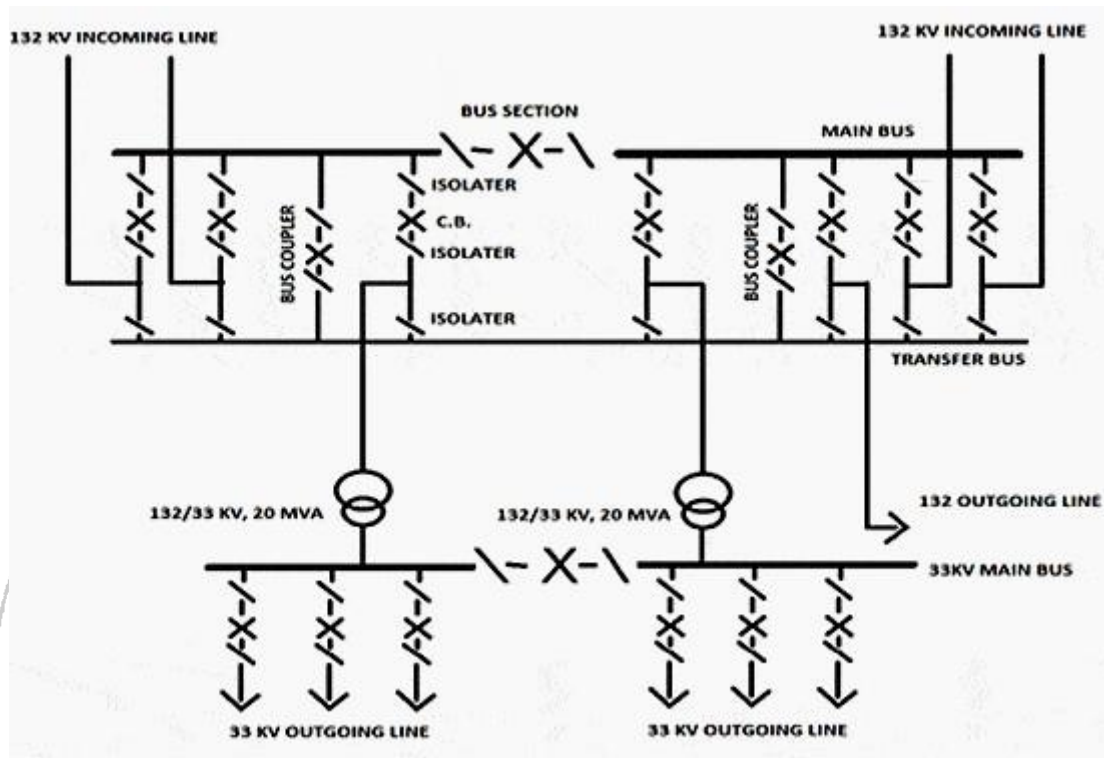 132 KV INCOMING LINE
132 KV INCOMING LINE
BUS SECTION
MAIN BUS
ISOLATER
C.B.
BUS COUPLER
ISOLATER
BUS COUPLER
ISOLATER
TRANSFER BUS
132/33 KV, 20 MVA
132/33 KV, 20 MVA
132 OUTGOING LINE
33KV MAIN BUS
33 KV OUTGOING LINE
33 KV OUTGOING LINE